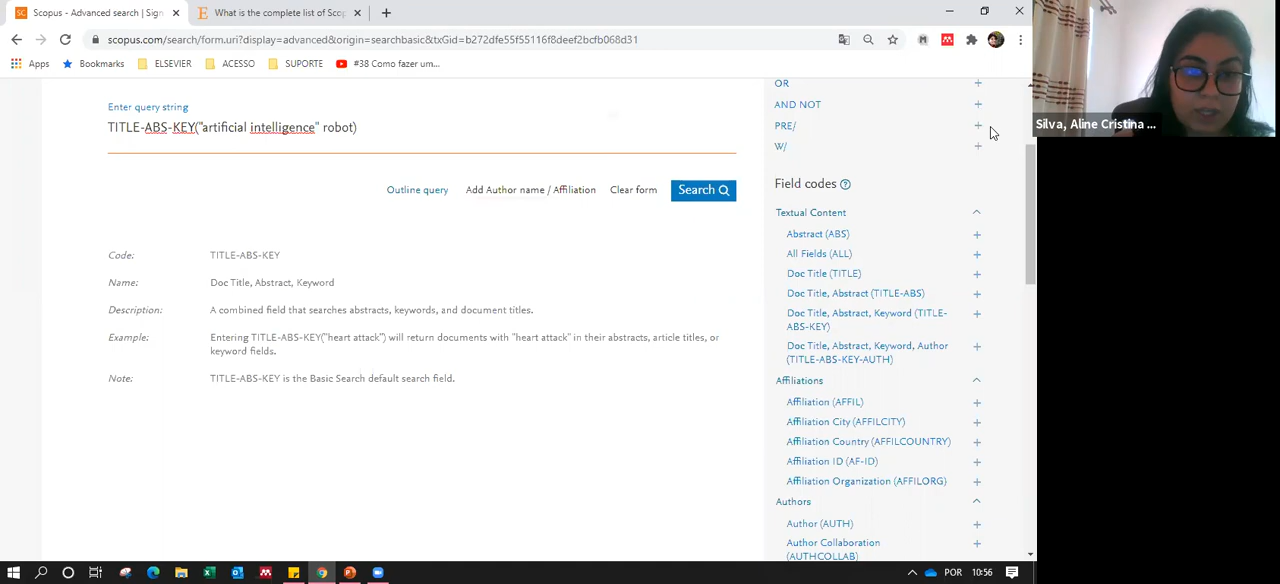 Scopus - Advanced search | Sign
What is the complete list of Scop
scopus.com/search/form.uri?display=advanced&origin=searchbasic&txGid=b272dfe55f55116f8deef2bcfb068d31
Apps
Bookmarks
ELSEVIER
ACESSO
SUPORTE
#38 Como fazer um...
Enter query string
TITLE-ABS-KEY("artificial intelligence" robot)
Outline query
Add Author name / Affiliation
Clear form
Search
Code:
TITLE-ABS-KEY
Name:
Doc Title, Abstract, Keyword
Description:
A combined field that searches abstracts, keywords, and document titles.
Example:
Entering TITLE-ABS-KEY("heart attack") will return documents with "heart attack" in their abstracts, article titles, or
keyword fields.
Note:
TITLE-ABS-KEY is the Basic Search default search field.
OR
AND NOT
PRE/
W/
Field codes
Textual Content
Abstract (ABS)
All Fields (ALL)
Doc Title (TITLE)
Doc Title, Abstract (TITLE-ABS)
Doc Title, Abstract, Keyword (TITLE-
ABS-KEY)
Doc Title, Abstract, Keyword, Author
(TITLE-ABS-KEY-AUTH)
Affiliations
Affiliation (AFFIL)
Affiliation City (AFFILCITY)
Affiliation Country (AFFILCOUNTRY)
Affiliation ID (AF-ID)
Affiliation Organization (AFFILORG)
Authors
Author (AUTH)
Author Collaboration
(AUTHCOLLAB)
Silva, Aline Cristina ...
POR
10:56